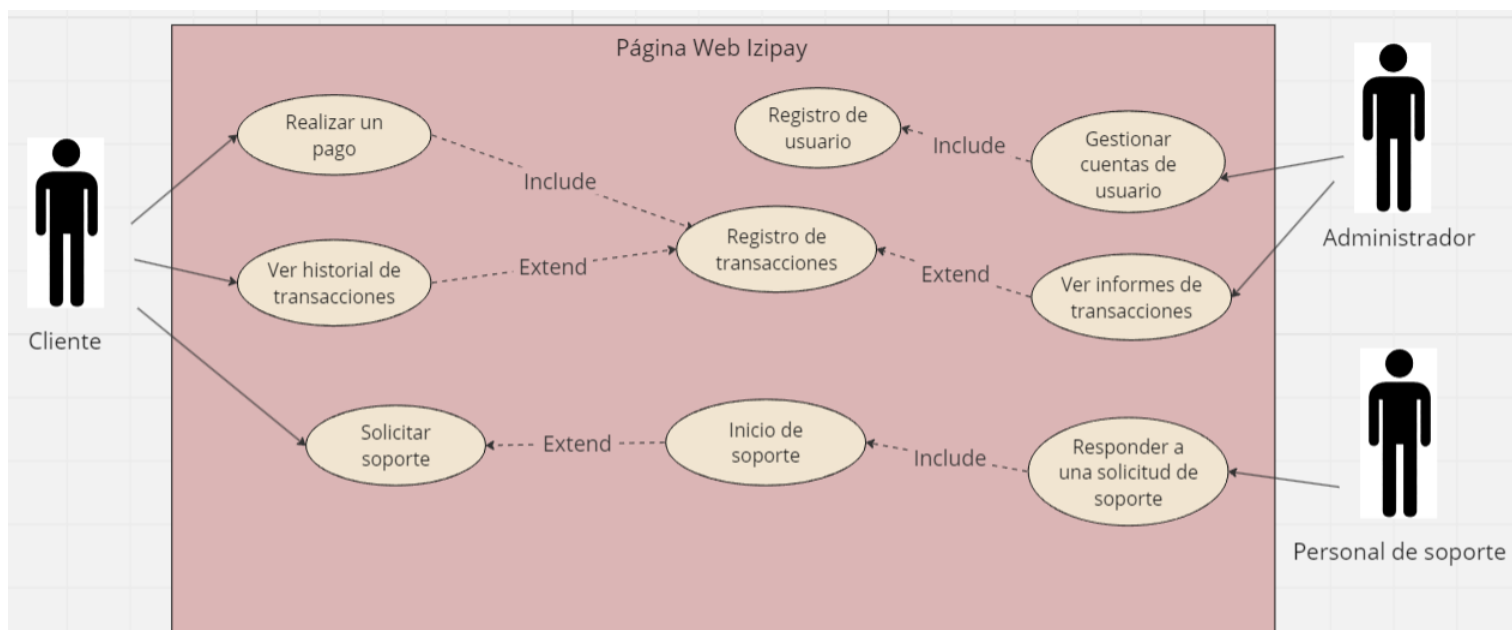 Página Web Izipay
Realizar un
pago
Include
Registro de
usuario
Include
Gestionar
cuentas de
usuario
Administrador
Cliente
Ver historial de
transacciones
Extend
Registro de
transacciones
Extend
Ver informes de
transacciones
Solicitar
soporte
Extend
Inicio de
soporte
Include
Responder a
una solicitud de
soporte
Personal de soporte